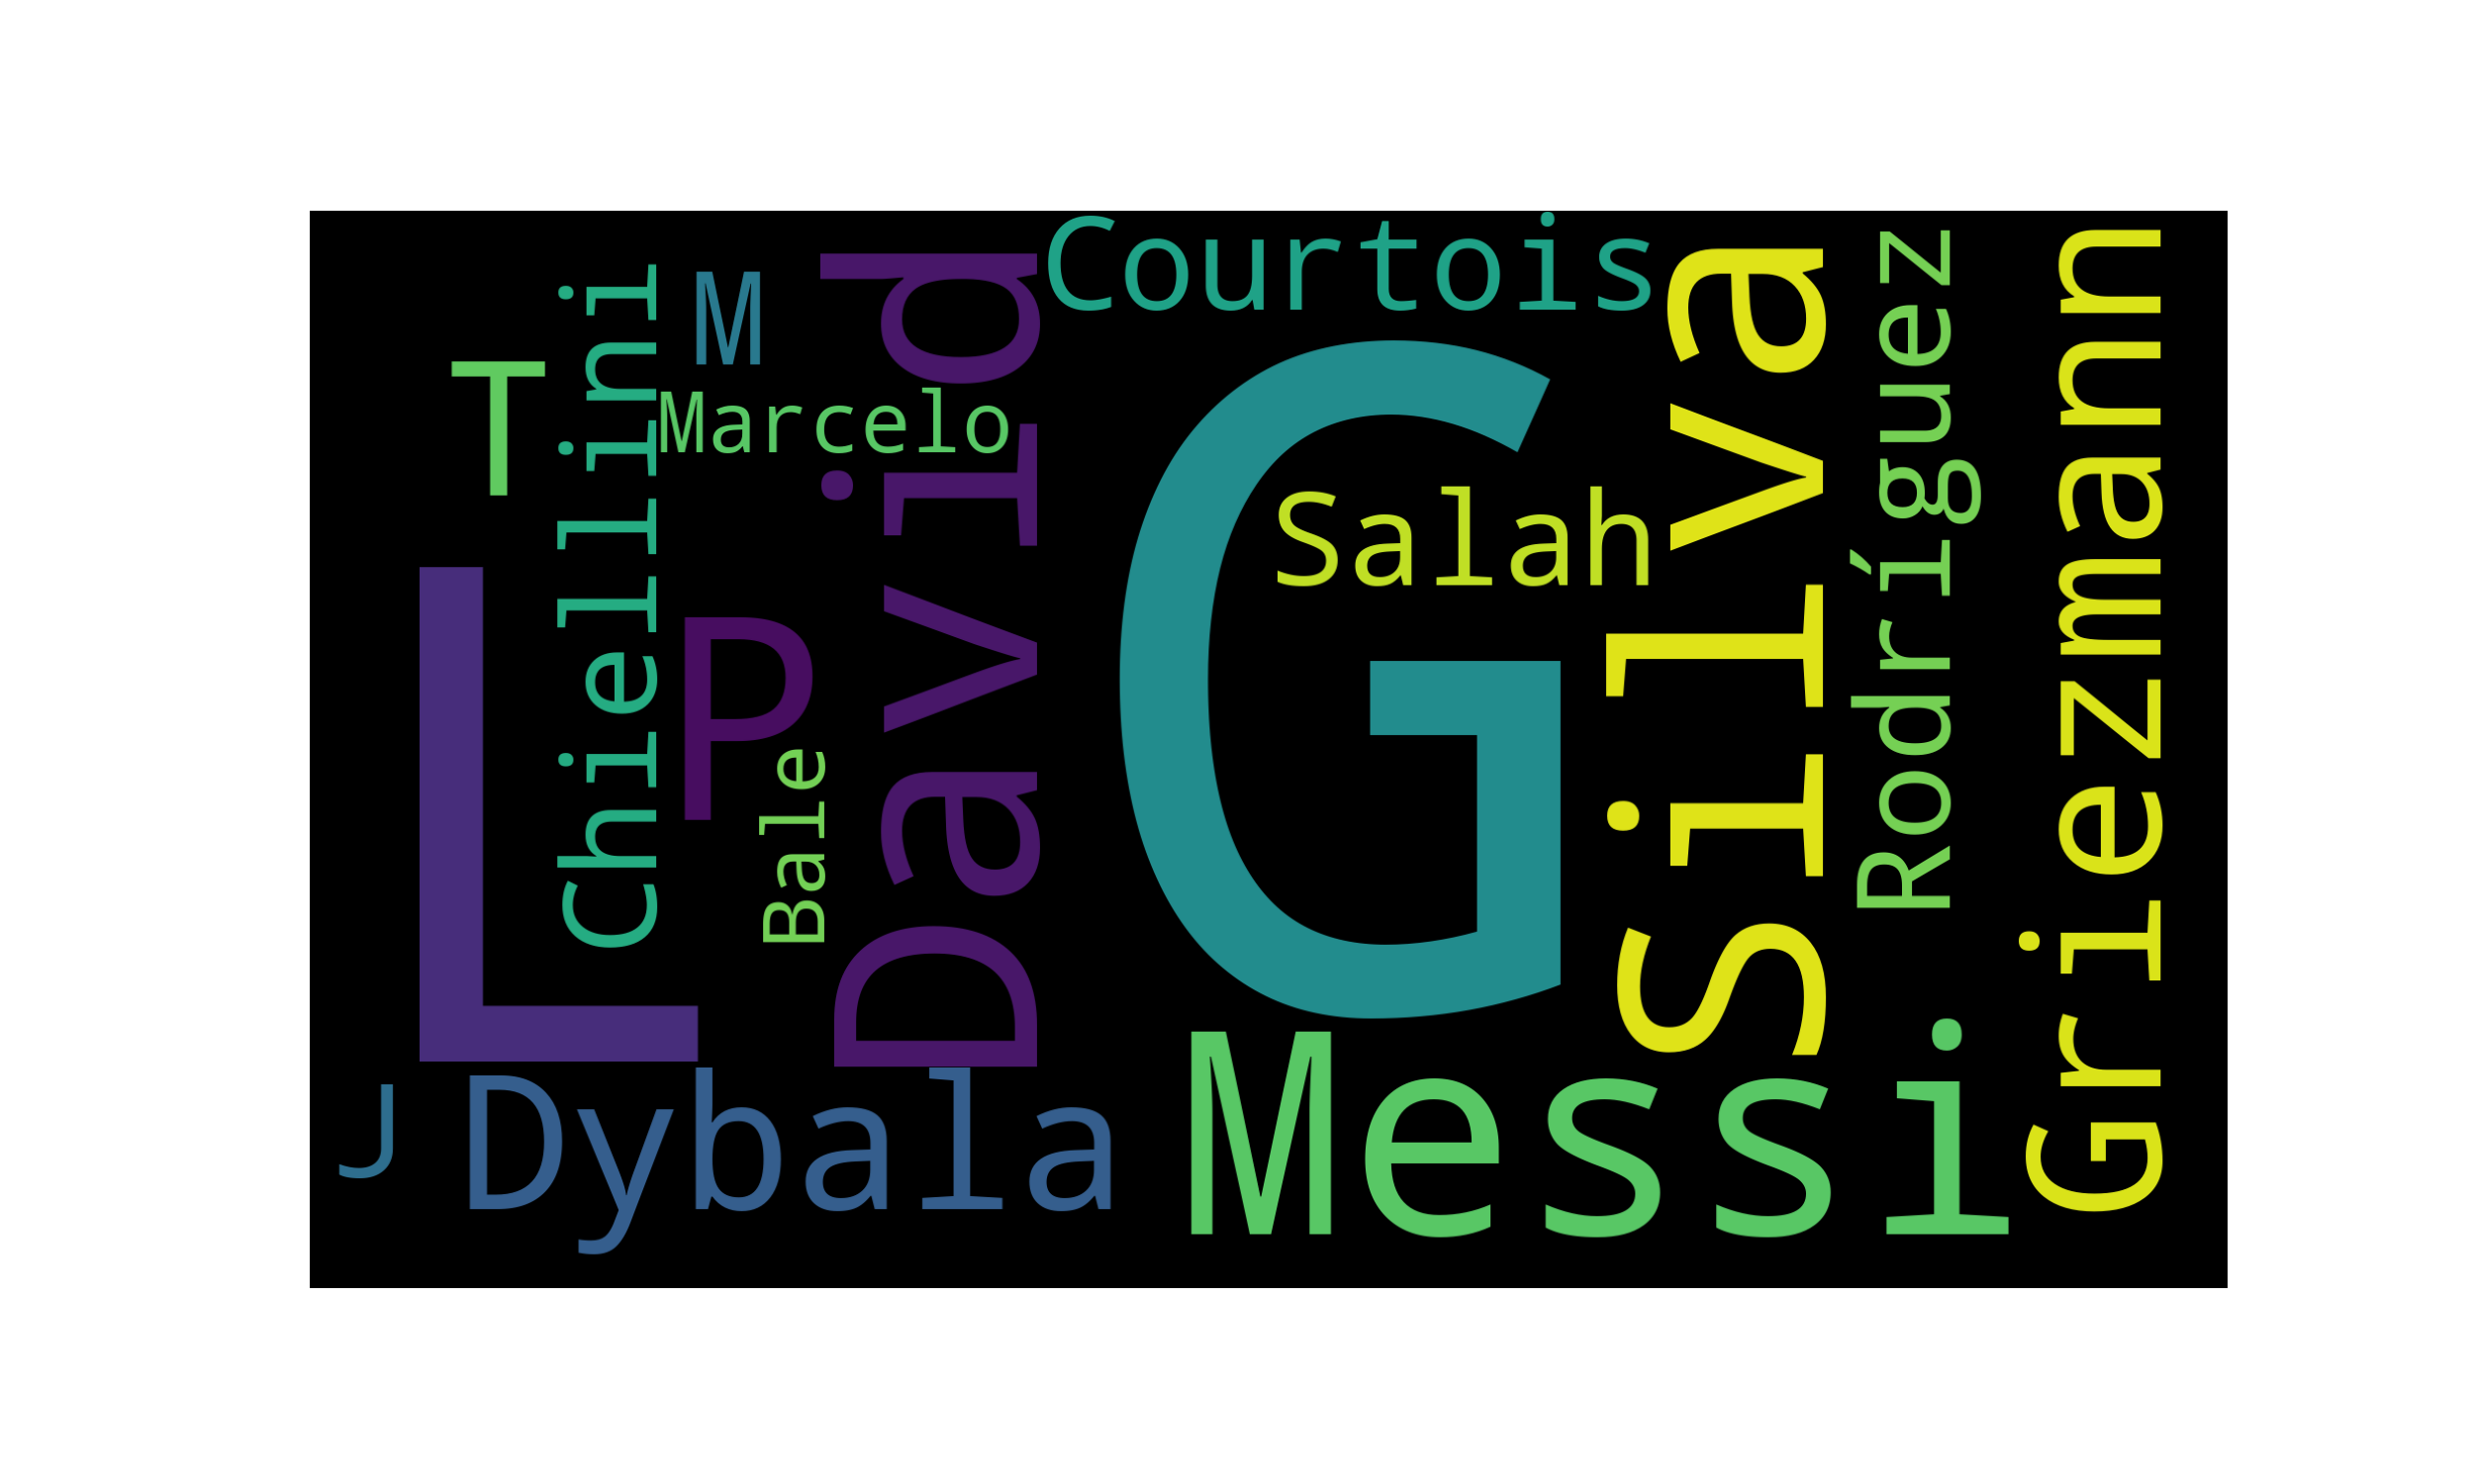 Courtois
M
T
Marcelo
Chiellini
David
G
Salah
Silva
Rodríguez
Griezmann
L
P
Bale
Messi
J
Dybala